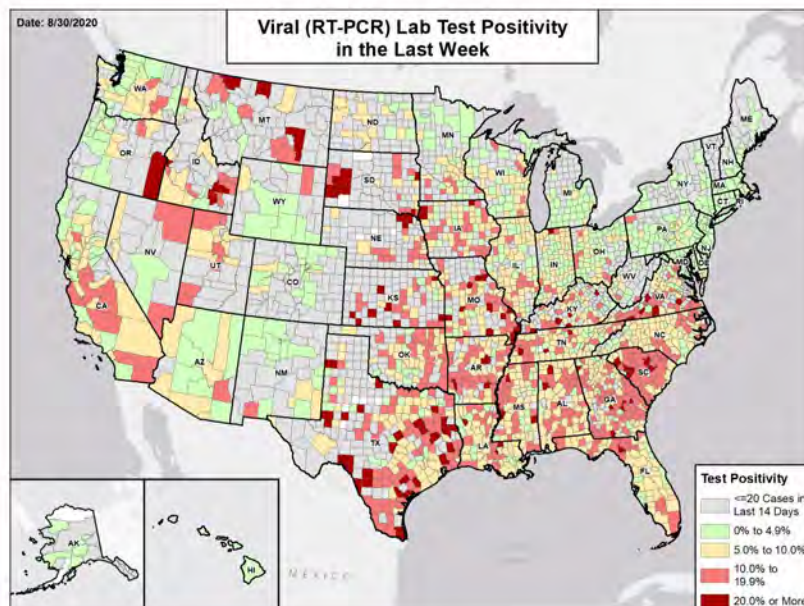 Date: 8/30/2020
Viral (RT-PCR) Lab Test Positivity
in the Last Week
WA
MT
ND
MN
ME
OR
ID
SD
WI
MI
VT
NH
NY
MA
CT
RI
WY
NE
IA
PA
NJ
NV
UT
CO
IL
IN
OH
MD
DE
WV
VA
CA
KS
MO
KY
AZ
NM
OK
AR
TN
NC
SC
TX
LA
MS
AL
GA
FL
AK
HI
MEXICO
Test Positivity
<=20 Cases in
Last 14 Days
0% to 4.9%
5.0% to 10.0%
10.0% to
19.9%
20.0% or More